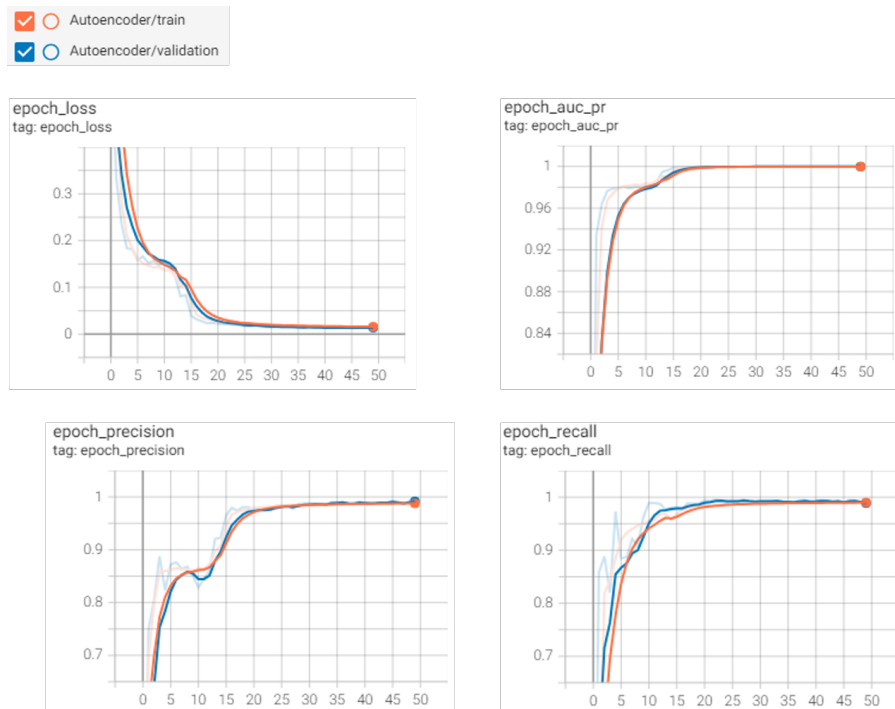 Autoencoder/train
Autoencoder/validation
epoch_loss
tag: epoch_loss
0.3
0.2
0.1
0
0 5 10 15 20 25 30 35 40 45 50
epoch_auc_pr
tag: epoch_auc_pr
1
0.96
0.92
0.88
0.84
0 5 10 15 20 25 30 35 40 45 50
epoch_precision
tag: epoch_precision
1
0.9
0.8
0.7
0 5 10 15 20 25 30 35 40 45 50
epoch_recall
tag: epoch_recall
1
0.9
0.8
0.7
0 5 10 15 20 25 30 35 40 45 50